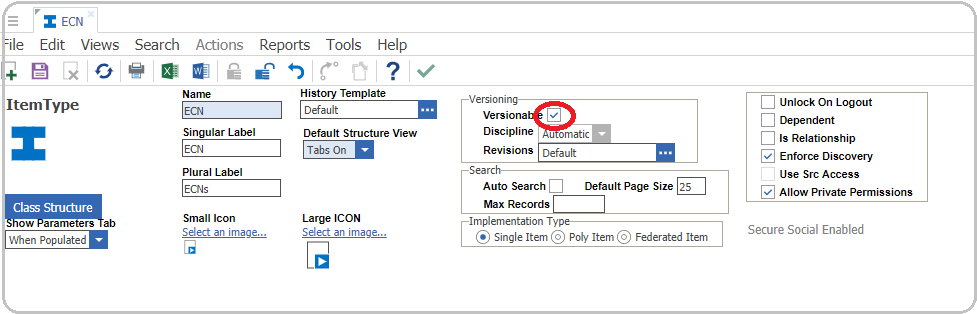 ECN
File Edit Views Search Actions Reports Tools Help
ItemType
Class Structure
Show Parameters Tab
When Populated
Name
ECN
Singular Label
ECN
Plural Label
ECNs
Small Icon
Select an image...
History Template
Default
Default Structure View
Tabs On
Large ICON
Select an image...
Versioning
Versionable
Discipline Automatic
Revisions Default
Search
Auto Search Default Page Size 25
Max Records
Implementation Type
Single Item Poly Item Federated Item
Unlock On Logout
Dependent
Is Relationship
Enforce Discovery
Use Src Access
Allow Private Permissions
Secure Social Enabled